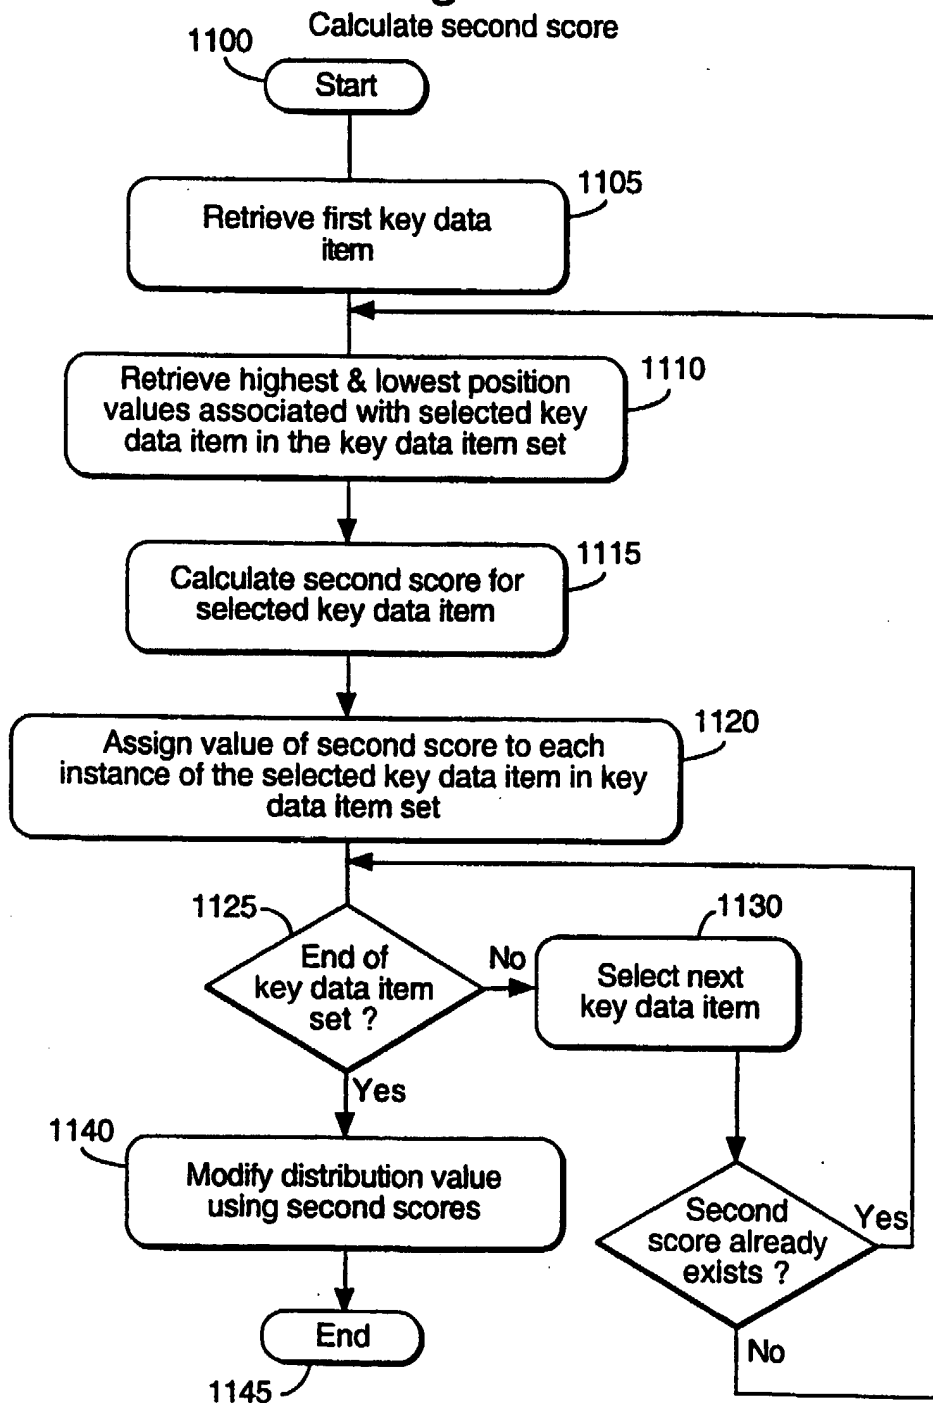 Calculate second score
1100
Start
1105
Retrieve first key data
item
1110
Retrieve highest & lowest position
values associated with selected key
data item in the key data item set
1115
Calculate second score for
selected key data item
1120
Assign value of second score to each
instance of the selected key data item in key
data item set
1125
End of
key data item
set ?
No
1130
Select next
key data item
Yes
1140
Modify distribution value
using second scores
Second
score already
exists ?
Yes
No
End
1145